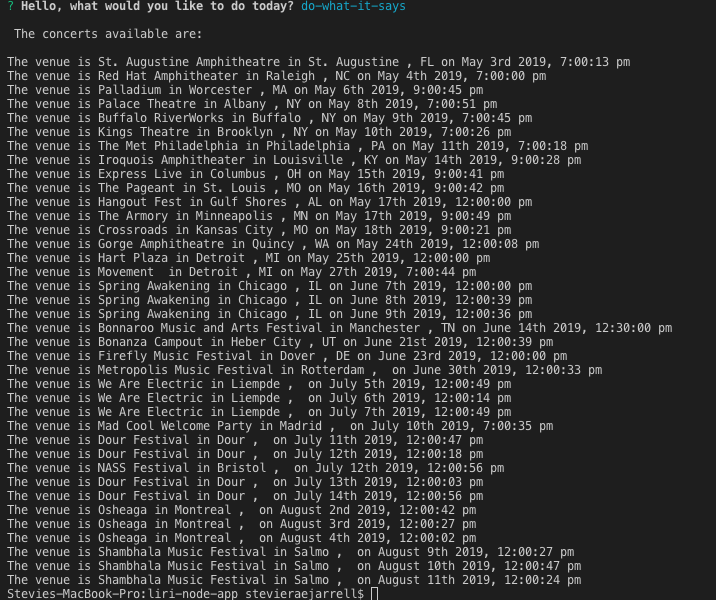 ? Hello, what would you like to do today? do-what-it-says
The concerts available are:
The venue is St. Augustine Amphitheatre in St. Augustine , FL on May 3rd 2019, 7:00:13 pm
The venue is Red Hat Amphitheater in Raleigh , NC on May 4th 2019, 7:00:00 pm
The venue is Palladium in Worcester , MA on May 6th 2019, 9:00:45 pm
The venue is Palace Theatre in Albany , NY on May 8th 2019, 7:00:51 pm
The venue is Buffalo RiverWorks in Buffalo , NY on May 9th 2019, 7:00:45 pm
The venue is Kings Theatre in Brooklyn , NY on May 10th 2019, 7:00:26 pm
The venue is The Met Philadelphia in Philadelphia , PA on May 11th 2019, 7:00:18 pm
The venue is Iroquois Amphitheater in Louisville , KY on May 14th 2019, 9:00:28 pm
The venue is Express Live in Columbus , OH on May 15th 2019, 9:00:41 pm
The venue is The Pageant in St. Louis , MO on May 16th 2019, 9:00:42 pm
The venue is Hangout Fest in Gulf Shores , AL on May 17th 2019, 12:00:00 pm
The venue is The Armory in Minneapolis , MN on May 17th 2019, 9:00:49 pm
The venue is Crossroads in Kansas City , MO on May 18th 2019, 9:00:21 pm
The venue is Gorge Amphitheatre in Quincy , WA on May 24th 2019, 12:00:08 pm
The venue is Hart Plaza in Detroit , MI on May 25th 2019, 12:00:00 pm
The venue is Movement  in Detroit , MI on May 27th 2019, 7:00:44 pm
The venue is Spring Awakening in Chicago , IL on June 7th 2019, 12:00:00 pm
The venue is Spring Awakening in Chicago , IL on June 8th 2019, 12:00:39 pm
The venue is Spring Awakening in Chicago , IL on June 9th 2019, 12:00:36 pm
The venue is Bonnaroo Music and Arts Festival in Manchester , TN on June 14th 2019, 12:30:00 pm
The venue is Bonanza Campout in Heber City , UT on June 21st 2019, 12:00:39 pm
The venue is Firefly Music Festival in Dover , DE on June 23rd 2019, 12:00:00 pm
The venue is Metropolis Music Festival in Rotterdam ,  on June 30th 2019, 12:00:33 pm
The venue is We Are Electric in Liempde ,  on July 5th 2019, 12:00:49 pm
The venue is We Are Electric in Liempde ,  on July 6th 2019, 12:00:14 pm
The venue is We Are Electric in Liempde ,  on July 7th 2019, 12:00:49 pm
The venue is Mad Cool Welcome Party in Madrid ,  on July 10th 2019, 7:00:35 pm
The venue is Dour Festival in Dour ,  on July 11th 2019, 12:00:47 pm
The venue is Dour Festival in Dour ,  on July 12th 2019, 12:00:18 pm
The venue is NASS Festival in Bristol ,  on July 12th 2019, 12:00:56 pm
The venue is Dour Festival in Dour ,  on July 13th 2019, 12:00:03 pm
The venue is Dour Festival in Dour ,  on July 14th 2019, 12:00:56 pm
The venue is Osheaga in Montreal ,  on August 2nd 2019, 12:00:42 pm
The venue is Osheaga in Montreal ,  on August 3rd 2019, 12:00:27 pm
The venue is Osheaga in Montreal ,  on August 4th 2019, 12:00:02 pm
The venue is Shambhala Music Festival in Salmo ,  on August 9th 2019, 12:00:27 pm
The venue is Shambhala Music Festival in Salmo ,  on August 10th 2019, 12:00:47 pm
The venue is Shambhala Music Festival in Salmo ,  on August 11th 2019, 12:00:24 pm
Stevies-MacBook-Pro:liri-node-app stevieraejarrell$